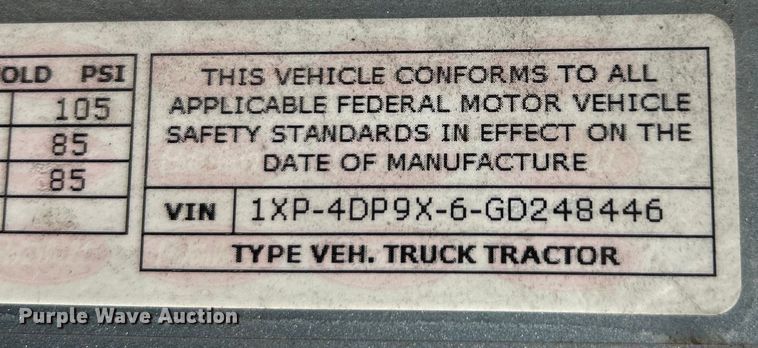 OLD PSI
105
85
85
THIS VEHICLE CONFORMS TO ALL
APPLICABLE FEDERAL MOTOR VEHICLE
SAFETY STANDARDS IN EFFECT ON THE
DATE OF MANUFACTURE
VIN 1XP-4DP9X-6-GD248446
TYPE VEH. TRUCK TRACTOR
Purple Wave Auction